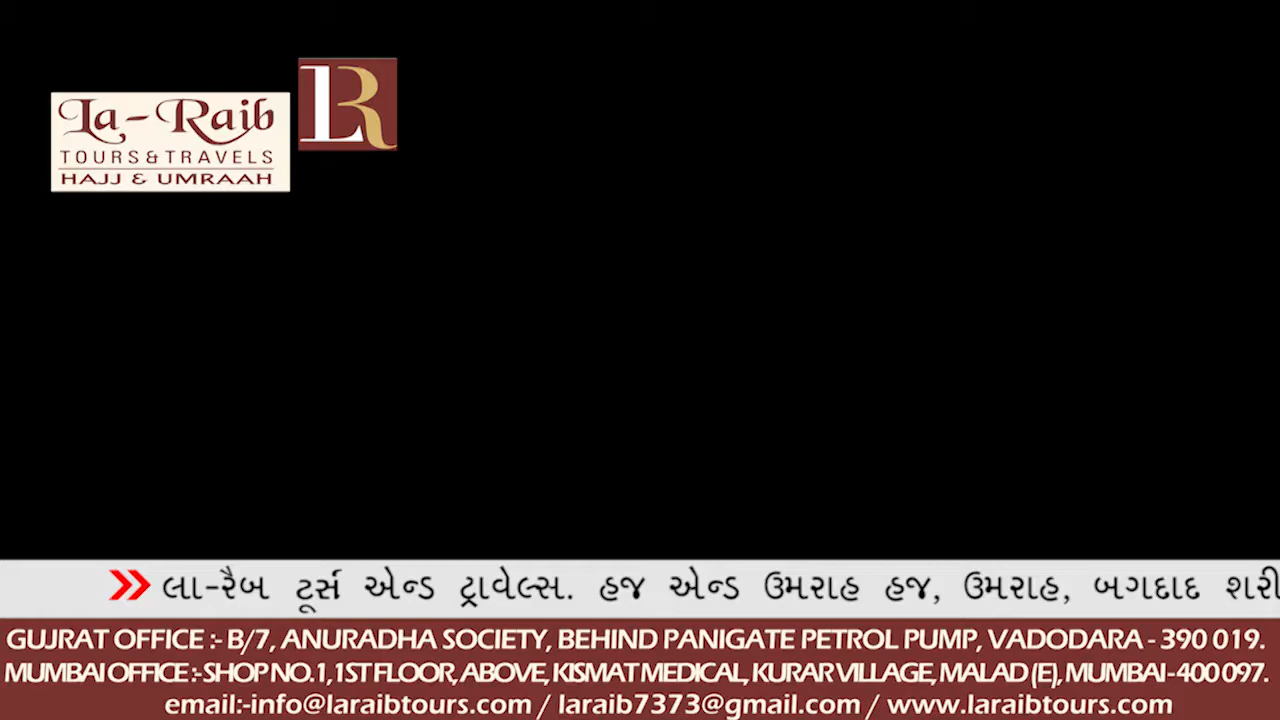 La-Raib
TOURS & TRAVELS
HAJJ & UMRAAH
LR
લા-રૈબ ટૂર્સ એન્ડ ટ્રાવેલ્સ. હજ એન્ડ ઉમરાહ હજ, ઉમરાહ, બગદાદ શરી
GUJRAT OFFICE :- B/7, ANURADHA SOCIETY, BEHIND PANIGATE PETROL PUMP, VADODARA - 390 019.
MUMBAI OFFICE :- SHOP NO. 1, 1ST FLOOR, ABOVE, KISMAT MEDICAL, KURAR VILLAGE, MALAD (E), MUMBAI - 400 097.
email:-info@laraibtours.com / laraib7373@gmail.com / www.laraibtours.com